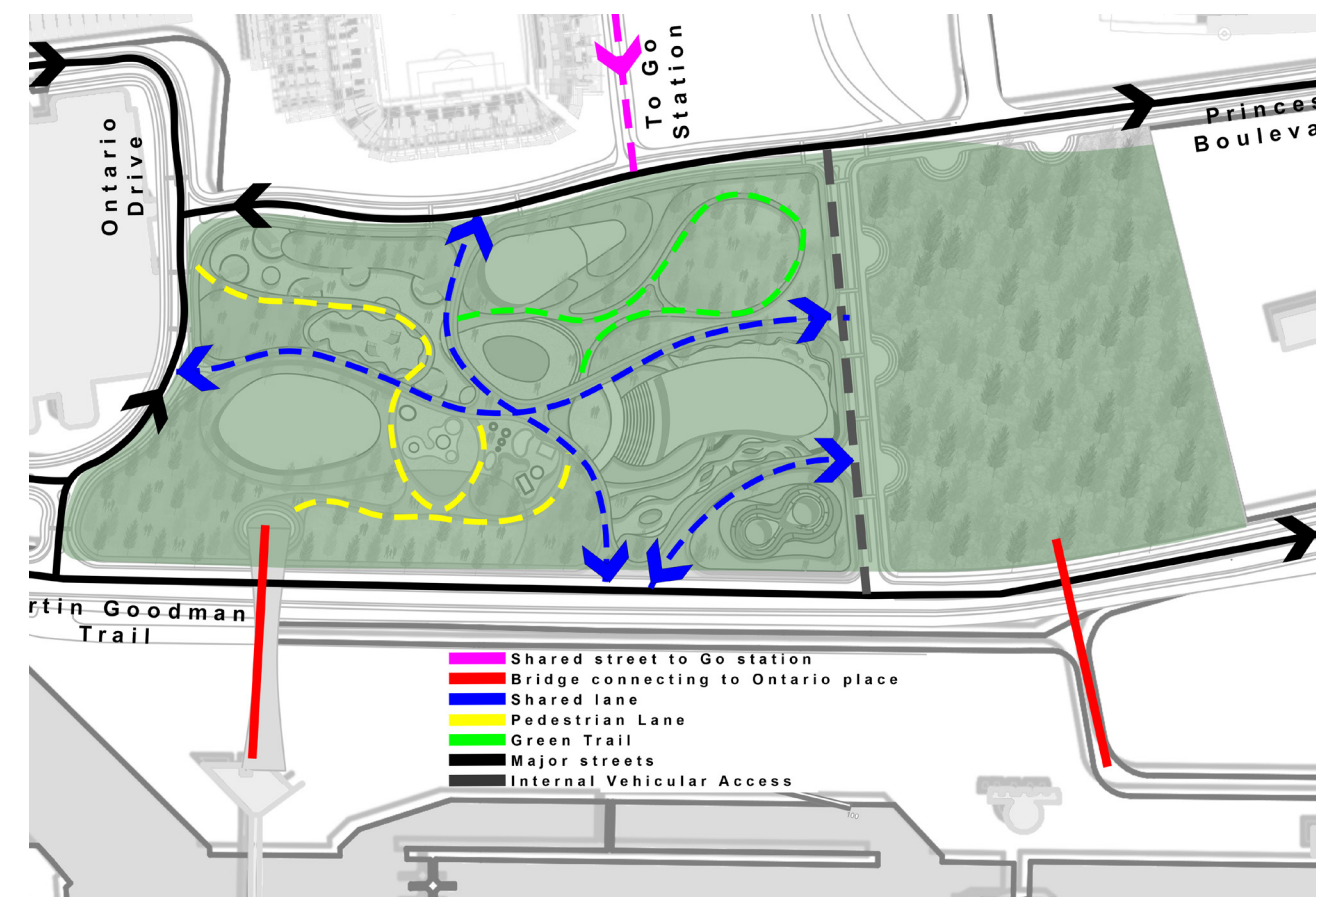 To Go
Station
Ontario
Drive
Princes
Bouleva
rtin Goodman
Trail
Shared street to Go station
Bridge connecting to Ontario place
Shared lane
Pedestrian Lane
Green Trail
Major streets
Internal Vehicular Access